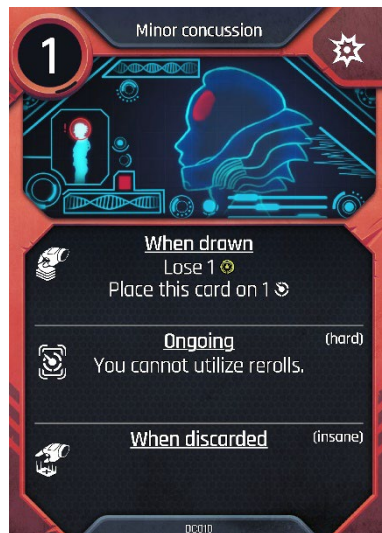 Minor concussion
1
When drawn
Lose 1
Place this card on 1
Ongoing (hard)
You cannot utilize rerolls.
When discarded (insane)
DC010